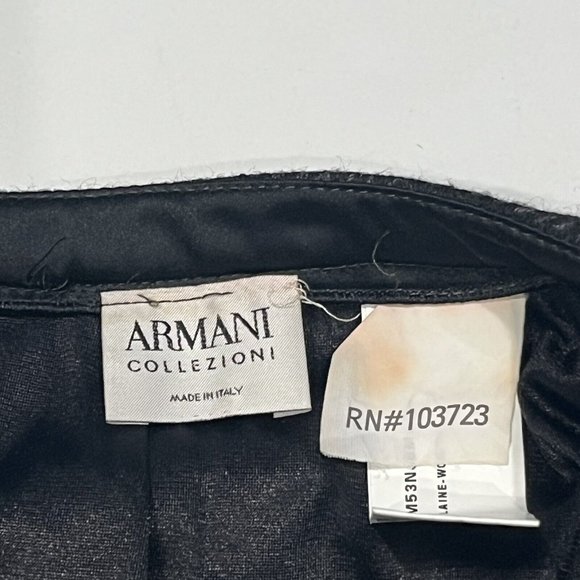 ARMANI
COLLEZIONI
MADE IN ITALY
RN#103723
M53N
LAINE-WO